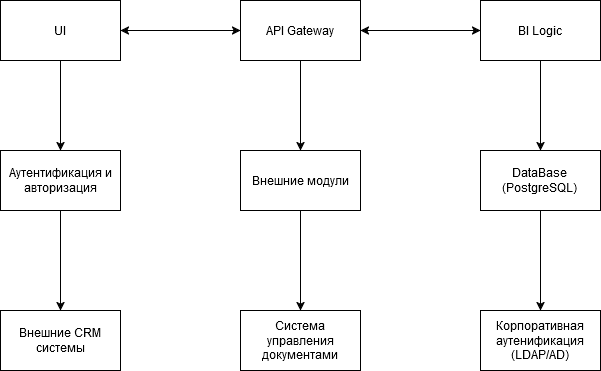 UI
API Gateway
BI Logic
Аутентификация и
авторизация
Внешние модули
DataBase
(PostgreSQL)
Внешние CRM
системы
Система
управления
документами
Корпоративная
аутенификация
(LDAP/AD)